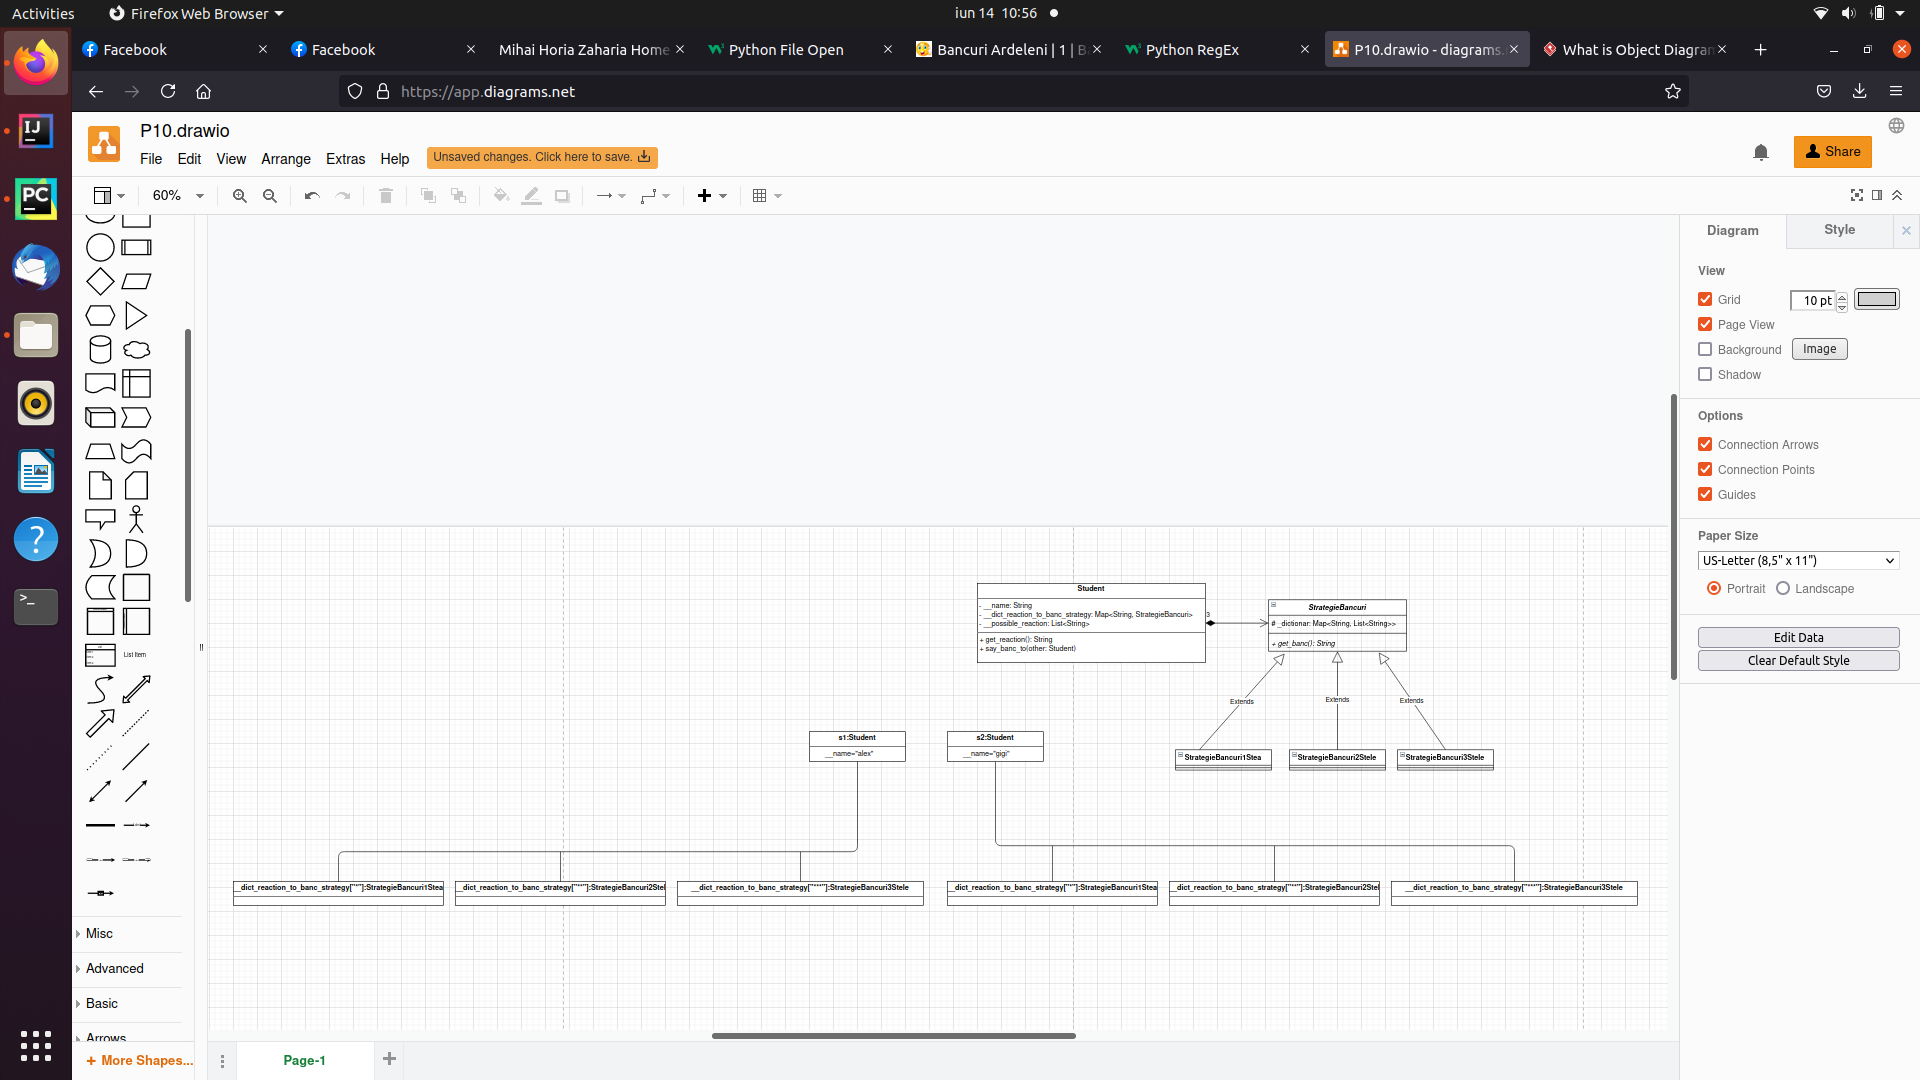 Activities
Firefox Web Browser
iun 14 10:56
Facebook
Facebook
Mihai Horia Zaharia Home
Python File Open
Bancuri Ardeleni | 1 | B
Python RegEx
P10.drawio - diagrams.
What is Object Diagram
https://app.diagrams.net
P10.drawio
File
Edit
View
Arrange
Extras
Help
Unsaved changes. Click here to save.
Share
60%
List Item
Misc
Advanced
Basic
Arrows
+ More Shapes...
Page-1
Student
- __name: String
- __dict_reaction_to_banc_strategy: Map<String, StrategieBancuri>
- __possible_reaction: List<String>
+ get_reaction(): String
+ say_banc_to(other: Student)
3
StrategieBancuri
# _dictionar: Map<String, List<String>>
+ get_banc(): String
Extends
Extends
Extends
StrategieBancuri1Stea
StrategieBancuri2Stele
StrategieBancuri3Stele
s1:Student
__name="alex"
s2:Student
__name="gigi"
__dict_reaction_to_banc_strategy["*"]:StrategieBancuri1Stea
__dict_reaction_to_banc_strategy["**"]:StrategieBancuri2Stel
__dict_reaction_to_banc_strategy["***"]:StrategieBancuri3Stele
__dict_reaction_to_banc_strategy["*"]:StrategieBancuri1Stea
__dict_reaction_to_banc_strategy["**"]:StrategieBancuri2Stel
__dict_reaction_to_banc_strategy["***"]:StrategieBancuri3Stele
Diagram
Style
View
Grid
10 pt
Page View
Background
Image
Shadow
Options
Connection Arrows
Connection Points
Guides
Paper Size
US-Letter (8,5" x 11")
Portrait
Landscape
Edit Data
Clear Default Style